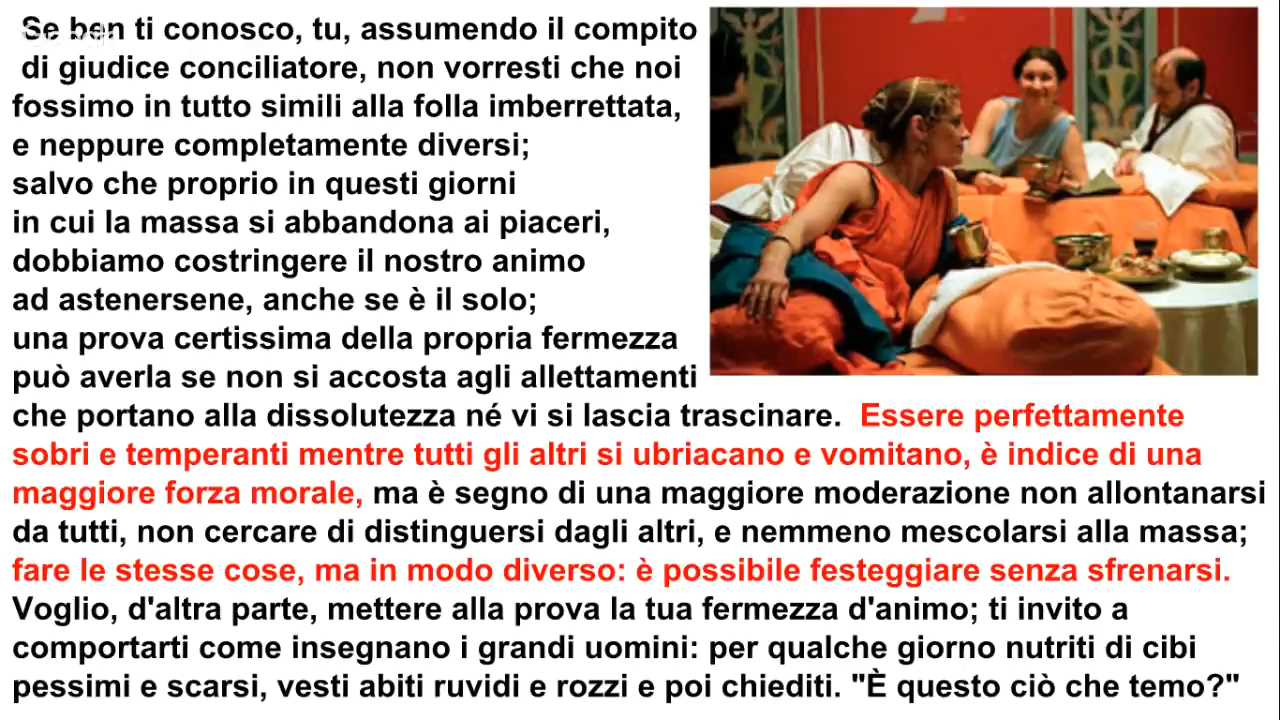 Se ben ti conosco, tu, assumendo il compito
di giudice conciliatore, non vorresti che noi
fossimo in tutto simili alla folla imberrettata,
e neppure completamente diversi;
salvo che proprio in questi giorni
in cui la massa si abbandona ai piaceri,
dobbiamo costringere il nostro animo
ad astenersene, anche se è il solo;
una prova certissima della propria fermezza
può averla se non si accosta agli allettamenti
che portano alla dissolutezza né vi si lascia trascinare. Essere perfettamente
sobri e temperanti mentre tutti gli altri si ubriacano e vomitano, è indice di una
maggiore forza morale, ma è segno di una maggiore moderazione non allontanarsi
da tutti, non cercare di distinguersi dagli altri, e nemmeno mescolarsi alla massa;
fare le stesse cose, ma in modo diverso: è possibile festeggiare senza sfrenarsi.
Voglio, d'altra parte, mettere alla prova la tua fermezza d'animo; ti invito a
comportarti come insegnano i grandi uomini: per qualche giorno nutriti di cibi
pessimi e scarsi, vesti abiti ruvidi e rozzi e poi chiediti. "È questo ciò che temo?"